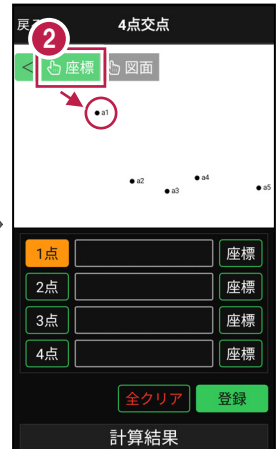 戻 4点交点
2
< 座標 図面
a1
a2 a4
a3 a5
1点 座標
2点 座標
3点 座標
4点 座標
全クリア 登録
計算結果